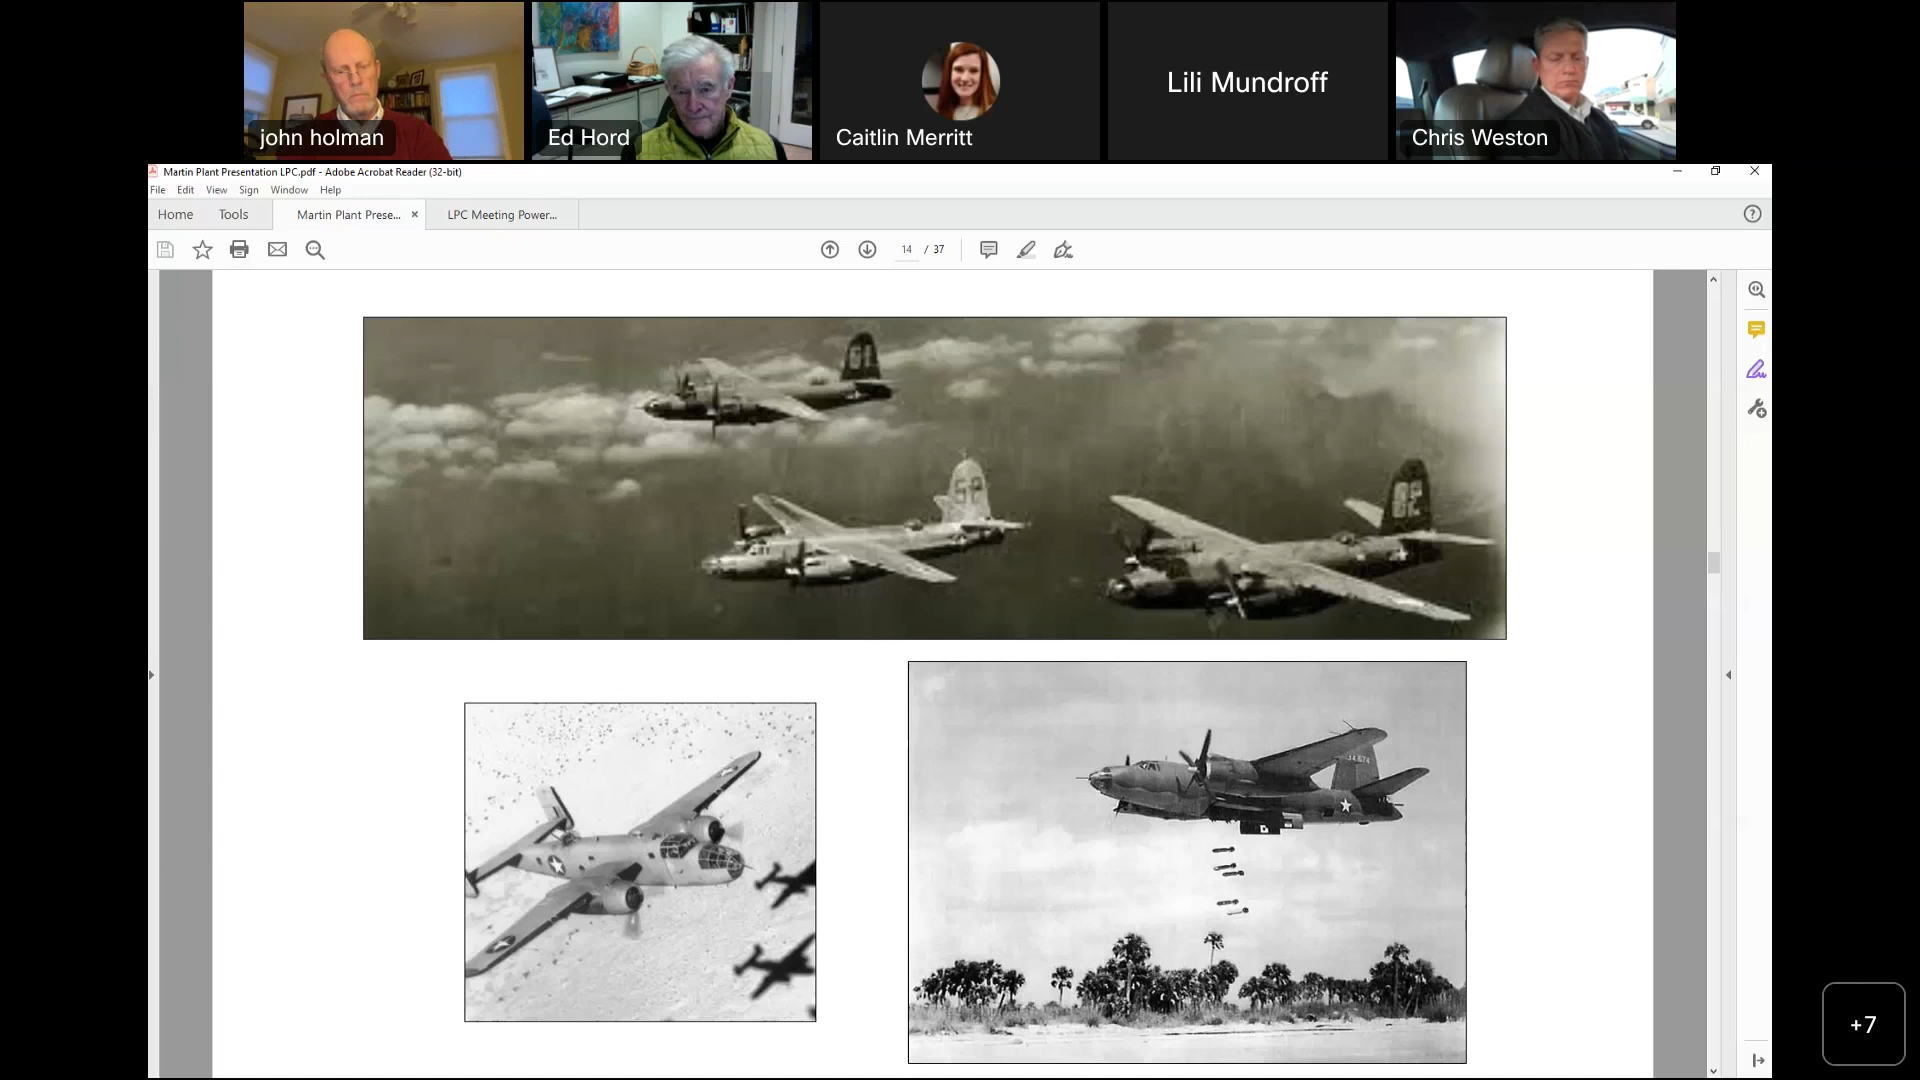 john holman
Ed Hord
Caitlin Merritt
Lili Mundroff
Chris Weston
Martin Plant Presentation LPC.pdf - Adobe Acrobat Reader (32-bit)
File Edit View Sign Window Help
Home Tools Martin Plant Prese... × LPC Meeting Power...
14 / 37
+7